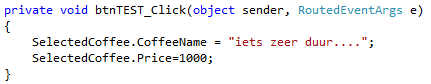 private void btnTEST_Click(object sender, RoutedEventArgs e)
{
SelectedCoffee.CoffeeName = "iets zeer duur....";
SelectedCoffee.Price=1000;
}